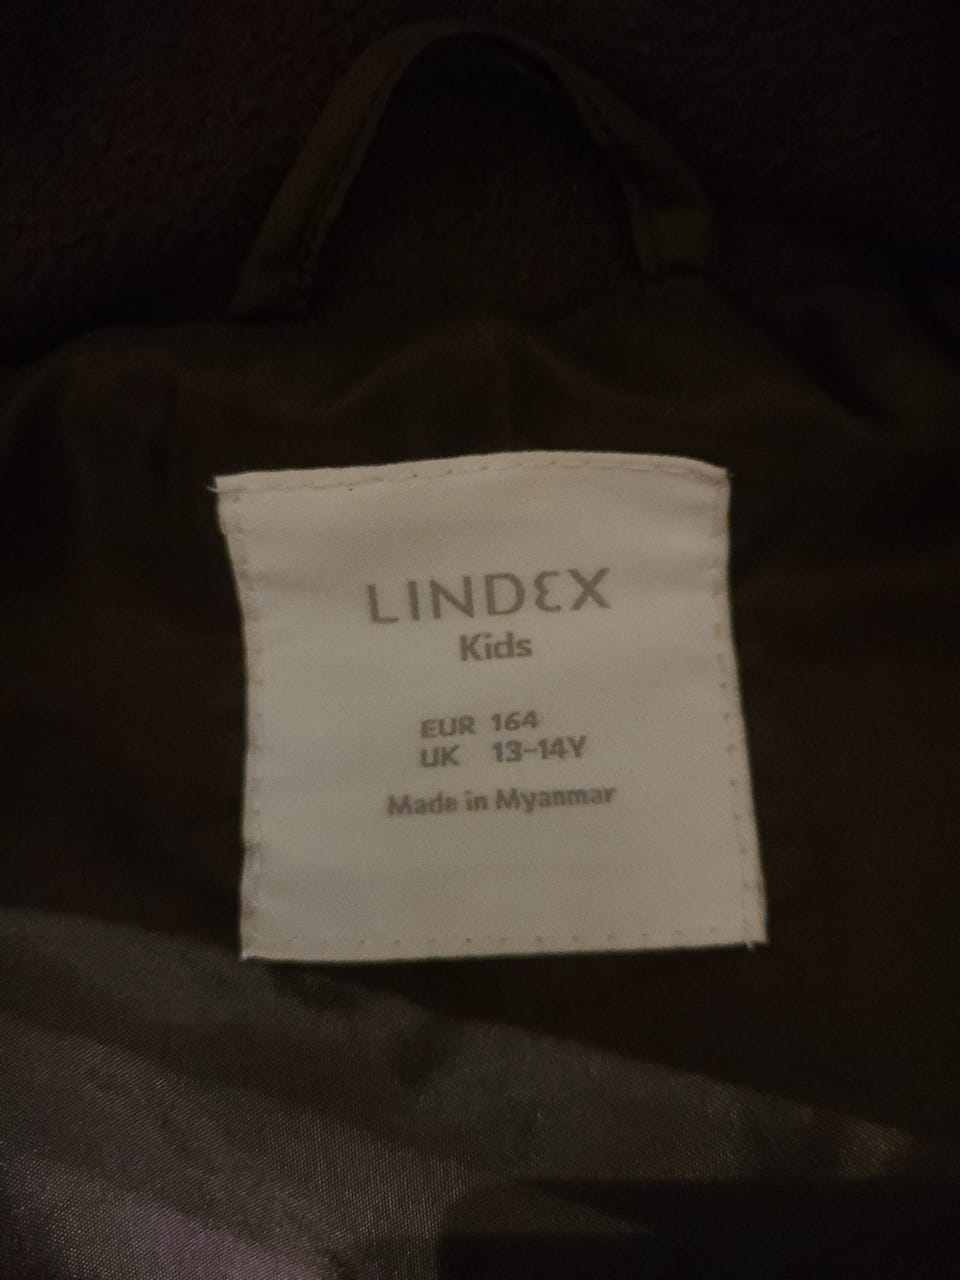 LINDEX
Kids
EUR 164
UK 13-14Y
Made in Myanmar